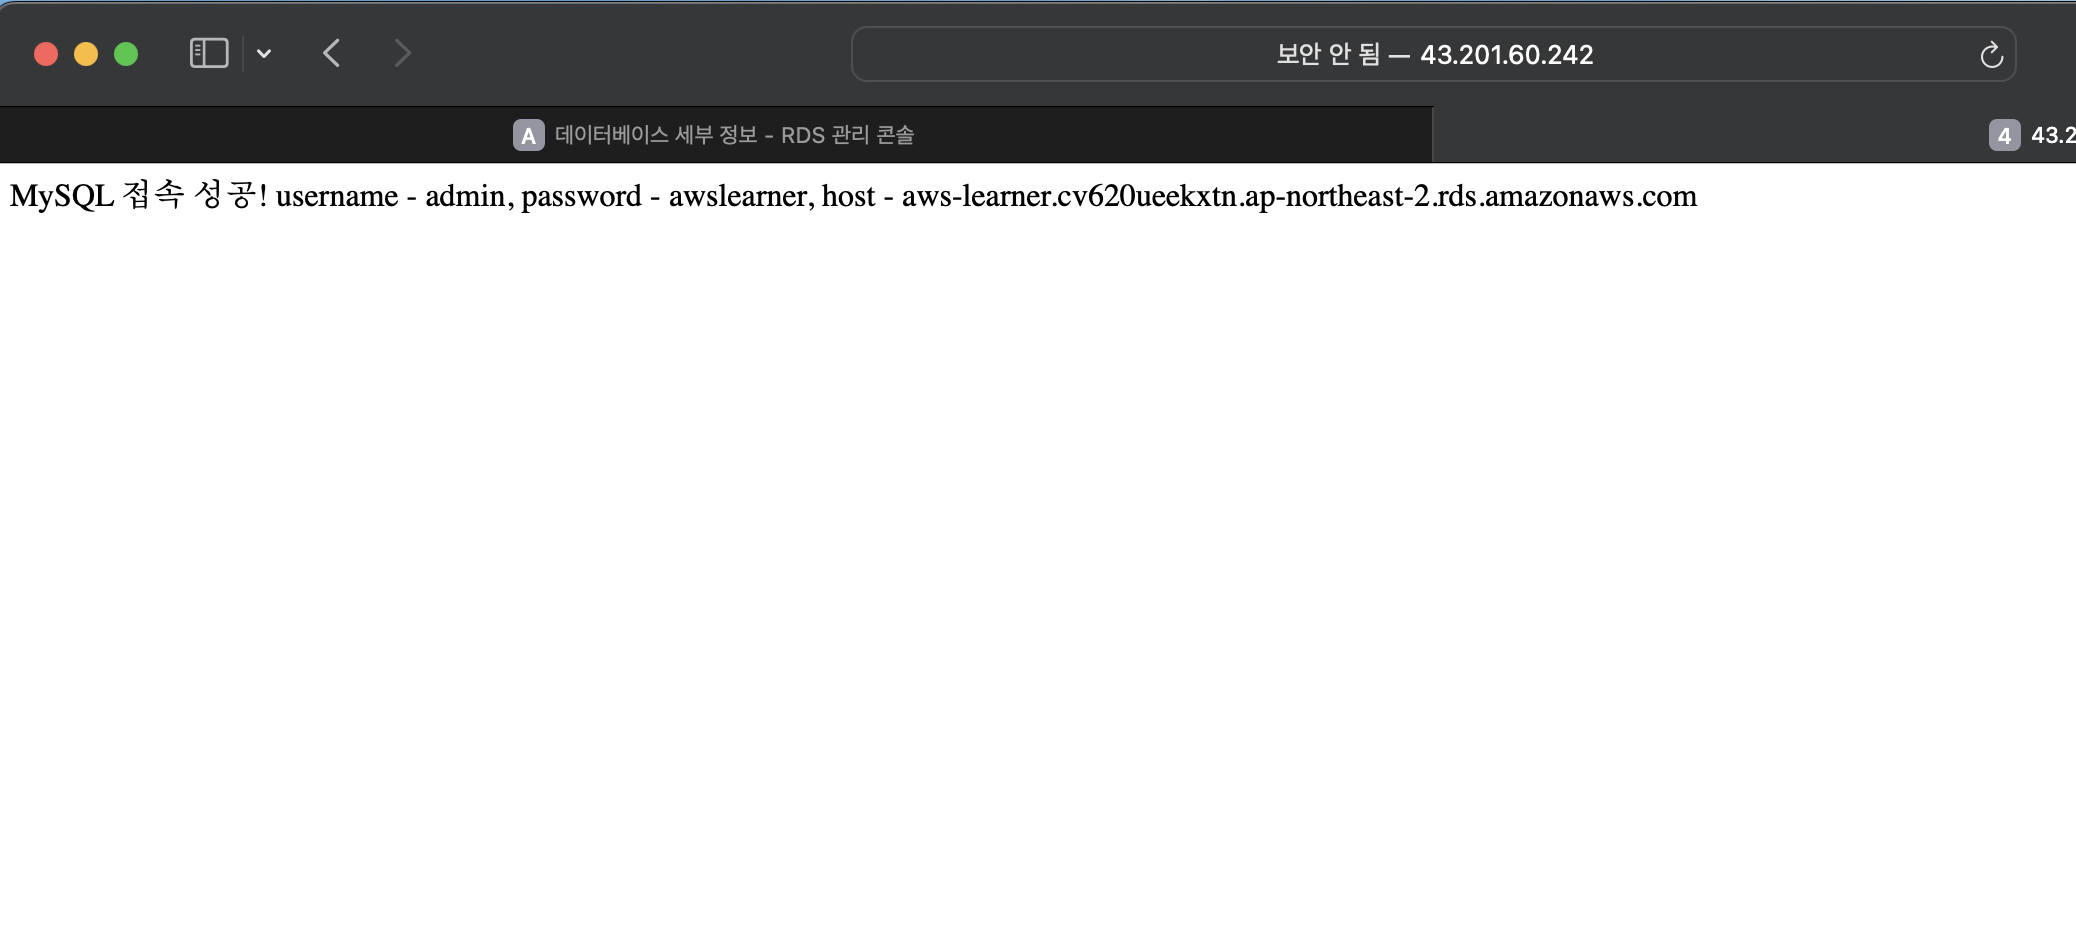 보안 안 됨 — 43.201.60.242
A 데이터베이스 세부 정보 - RDS 관리 콘솔
4 43.2
MySQL 접속 성공! username - admin, password - awslearner, host - aws-learner.cv620ueekxtn.ap-northeast-2.rds.amazonaws.com